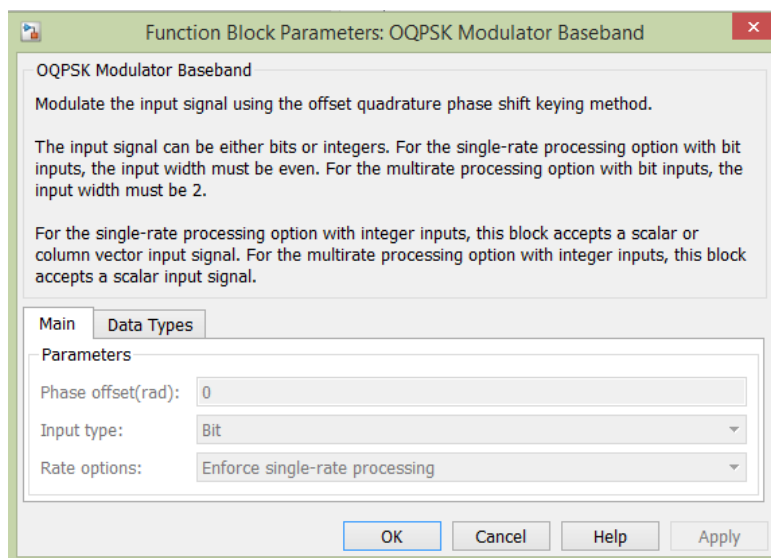 Function Block Parameters: OQPSK Modulator Baseband
OQPSK Modulator Baseband
Modulate the input signal using the offset quadrature phase shift keying method.
The input signal can be either bits or integers. For the single-rate processing option with bit
inputs, the input width must be even. For the multirate processing option with bit inputs, the
input width must be 2.
For the single-rate processing option with integer inputs, this block accepts a scalar or
column vector input signal. For the multirate processing option with integer inputs, this block
accepts a scalar input signal.
Main Data Types
Parameters
Phase offset(rad): 0
Input type: Bit
Rate options: Enforce single-rate processing
OK Cancel Help Apply